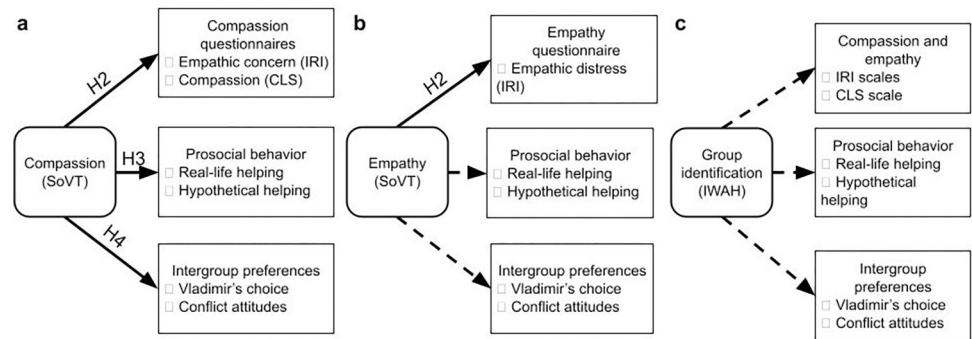 a
Compassion
questionnaires
▯ Empathic concern (IRI)
▯ Compassion (CLS)
H2
Compassion
(SoVT)
H3
Prosocial behavior
▯ Real-life helping
▯ Hypothetical helping
H4
Intergroup preferences
▯ Vladimir's choice
▯ Conflict attitudes
b
Empathy
questionnaire
▯ Empathic distress
(IRI)
H2
Empathy
(SoVT)
Prosocial behavior
▯ Real-life helping
▯ Hypothetical helping
Intergroup preferences
▯ Vladimir's choice
▯ Conflict attitudes
c
Compassion and
empathy
▯ IRI scales
▯ CLS scale
Group
identification
(IWAH)
Prosocial behavior
▯ Real-life helping
▯ Hypothetical
helping
Intergroup
preferences
▯ Vladimir's choice
▯ Conflict attitudes